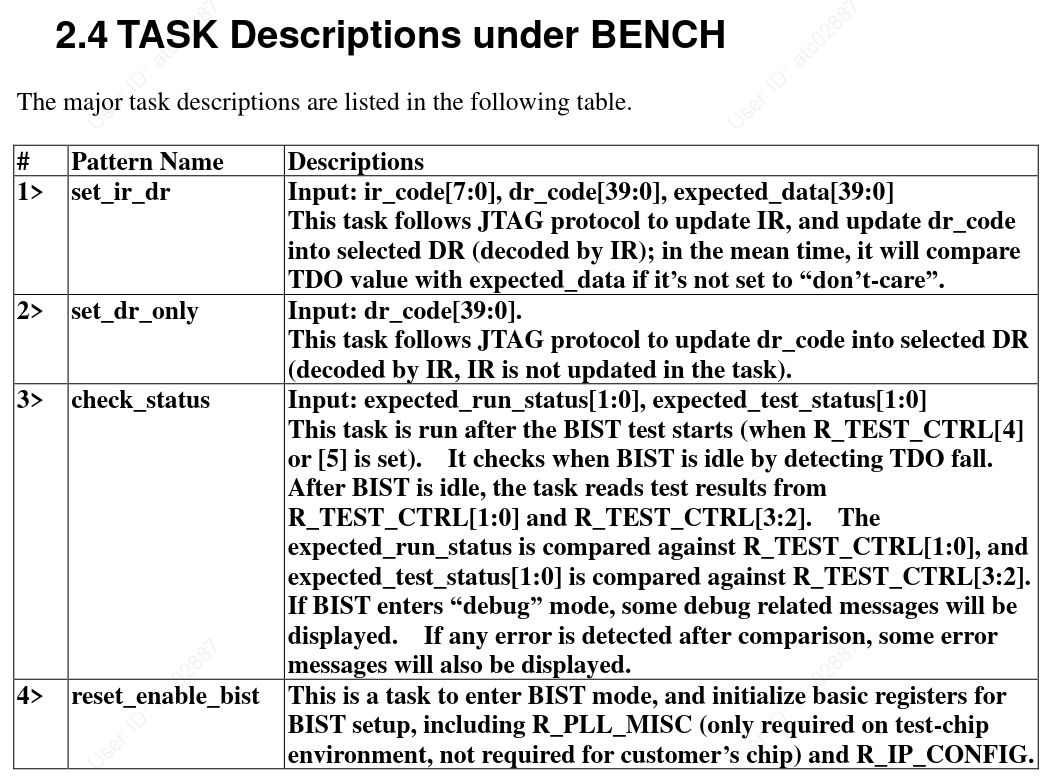 2.4 TASK Descriptions under BENCH
The major task descriptions are listed in the following table.
# Pattern Name Descriptions
1> set_ir_dr Input: ir_code[7:0], dr_code[39:0], expected_data[39:0]
This task follows JTAG protocol to update IR, and update dr_code
into selected DR (decoded by IR); in the mean time, it will compare
TDO value with expected_data if it’s not set to “don’t-care”.
2> set_dr_only Input: dr_code[39:0].
This task follows JTAG protocol to update dr_code into selected DR
(decoded by IR, IR is not updated in the task).
3> check_status Input: expected_run_status[1:0], expected_test_status[1:0]
This task is run after the BIST test starts (when R_TEST_CTRL[4]
or [5] is set). It checks when BIST is idle by detecting TDO fall.
After BIST is idle, the task reads test results from
R_TEST_CTRL[1:0] and R_TEST_CTRL[3:2]. The
expected_run_status is compared against R_TEST_CTRL[1:0], and
expected_test_status[1:0] is compared against R_TEST_CTRL[3:2].
If BIST enters “debug” mode, some debug related messages will be
displayed. If any error is detected after comparison, some error
messages will also be displayed.
4> reset_enable_bist This is a task to enter BIST mode, and initialize basic registers for
BIST setup, including R_PLL_MISC (only required on test-chip
environment, not required for customer’s chip) and R_IP_CONFIG.
User ID: atc02887
User ID: atc02887
User ID: atc02887
User ID: atc02887